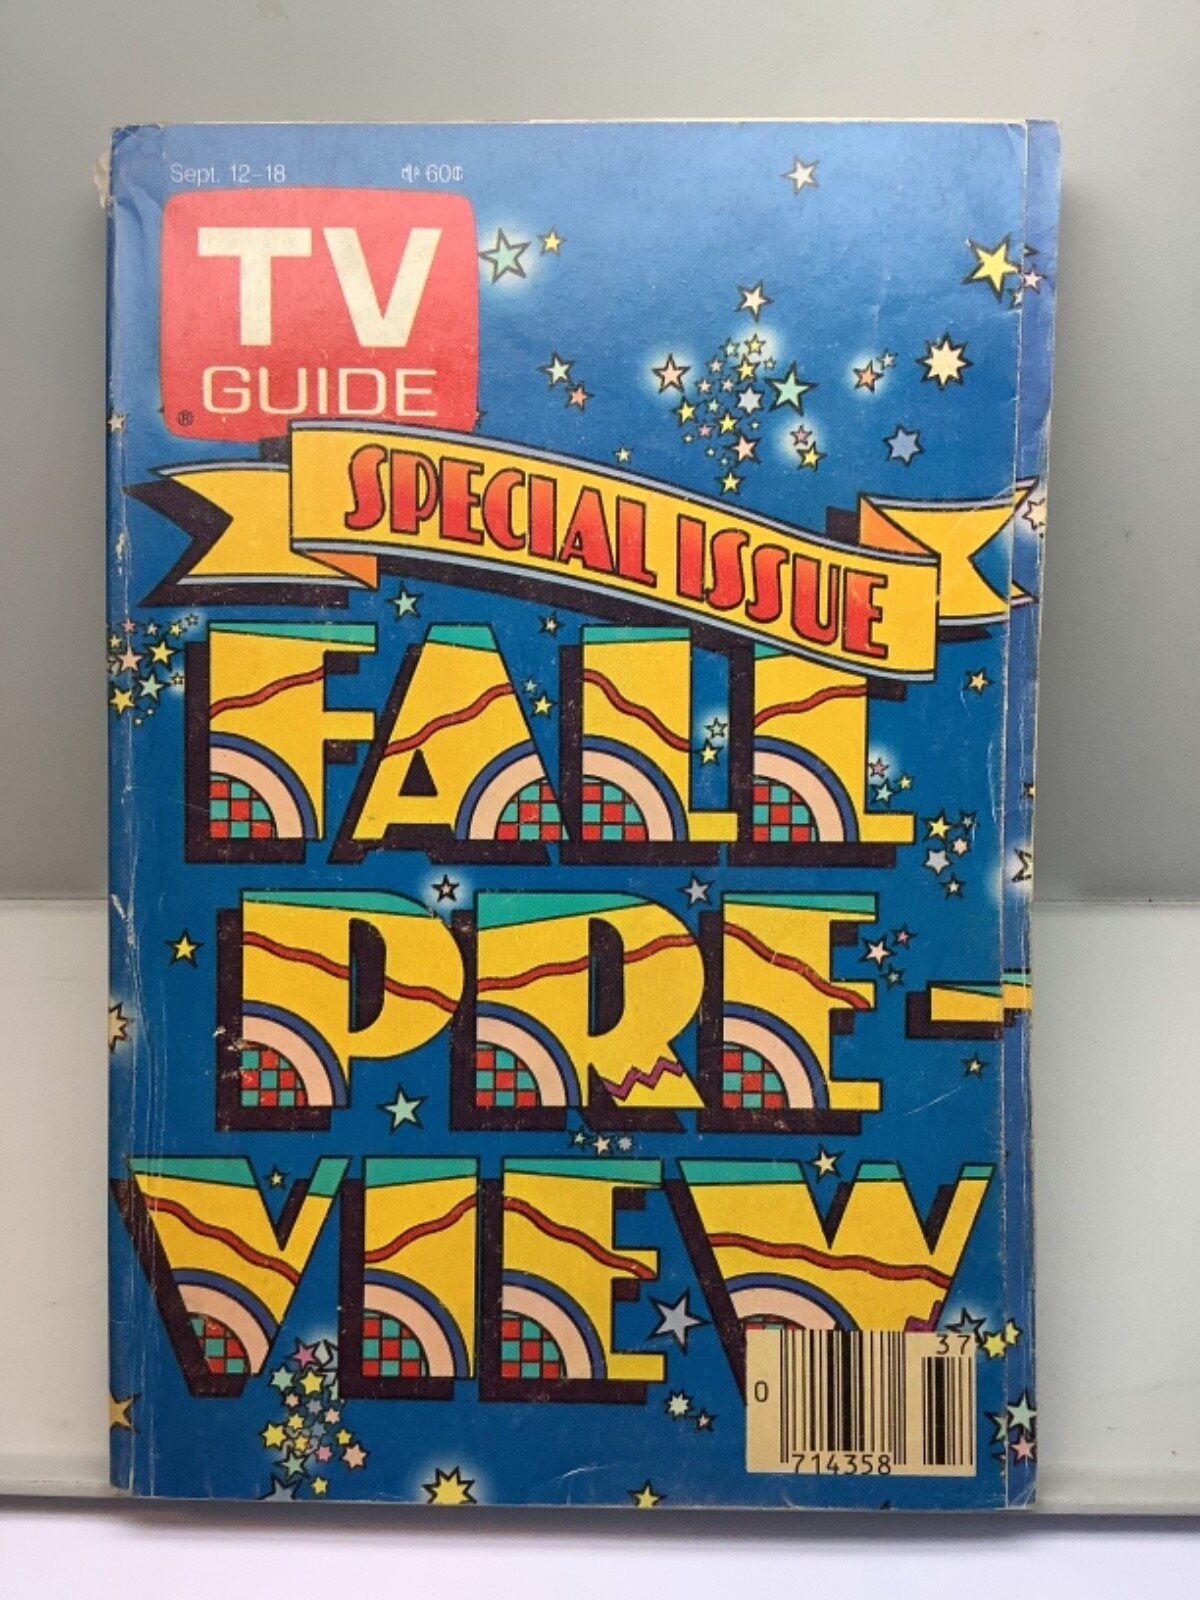 Sept. 12-18
60¢
TV
GUIDE
®
SPECIAL ISSUE
FALL
PRE-
VIEW
37
0
714358